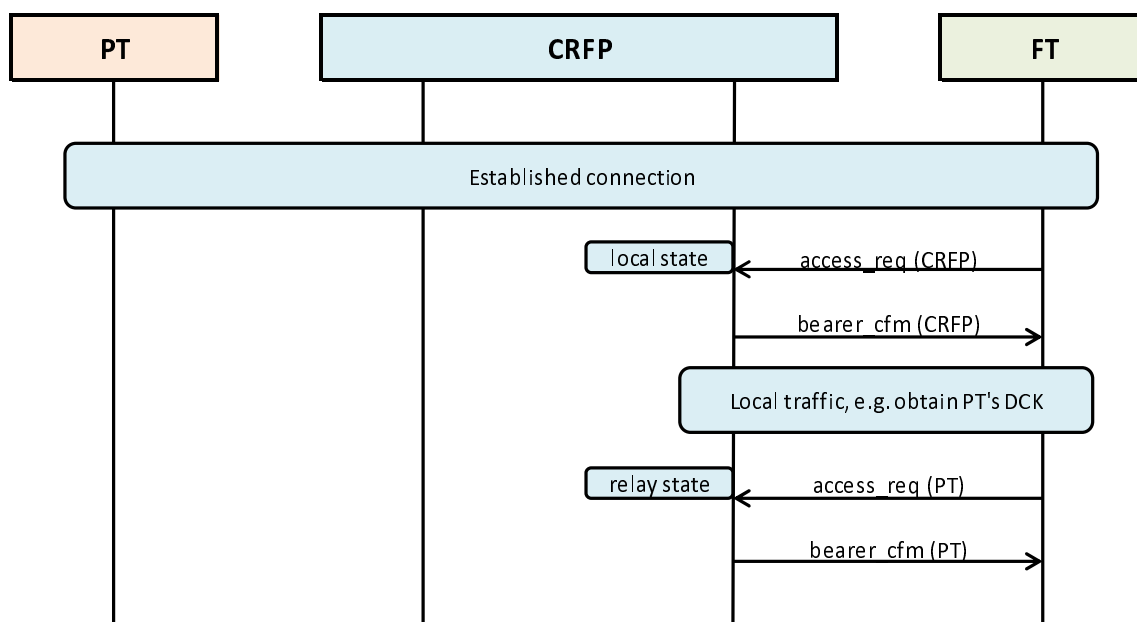 PT
CRFP
FT
Established connection
local state
access_req (CRFP)
bearer_cfm (CRFP)
Local traffic, e.g. obtain PT's DCK
relay state
access_req (PT)
bearer_cfm (PT)